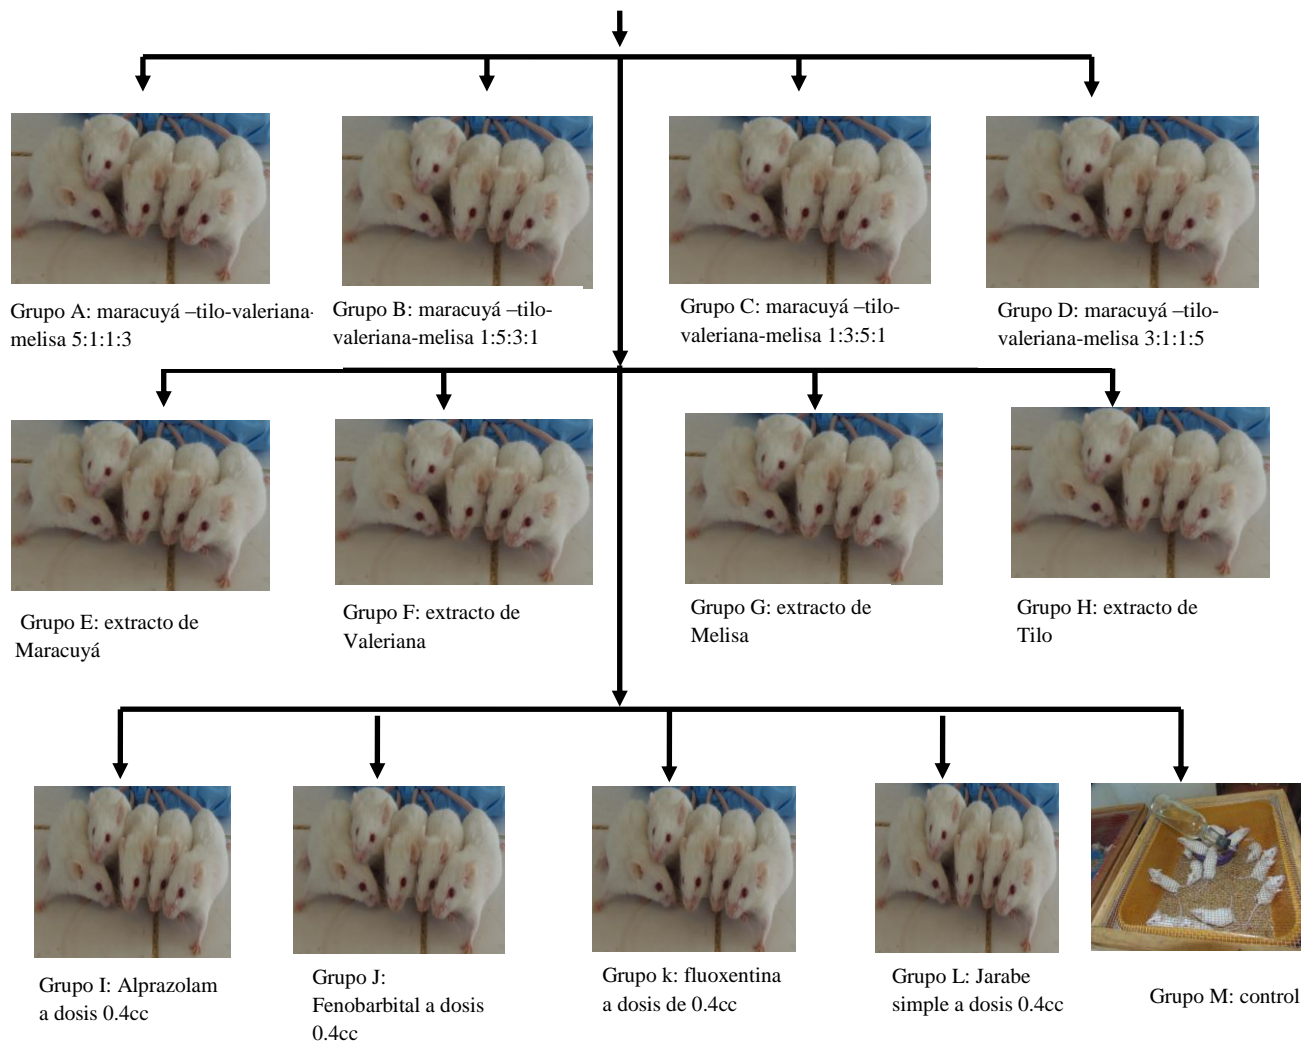 Grupo A: maracuyá –tilo-valeriana-
melisa 5:1:1:3
Grupo B: maracuyá –tilo-
valeriana-melisa 1:5:3:1
Grupo C: maracuyá –tilo-
valeriana-melisa 1:3:5:1
Grupo D: maracuyá –tilo-
valeriana-melisa 3:1:1:5
Grupo E: extracto de
Maracuyá
Grupo F: extracto de
Valeriana
Grupo G: extracto de
Melisa
Grupo H: extracto de
Tilo
Grupo I: Alprazolam
a dosis 0.4cc
Grupo J:
Fenobarbital a dosis
0.4cc
Grupo k: fluoxentina
a dosis de 0.4cc
Grupo L: Jarabe
simple a dosis 0.4cc
Grupo M: control